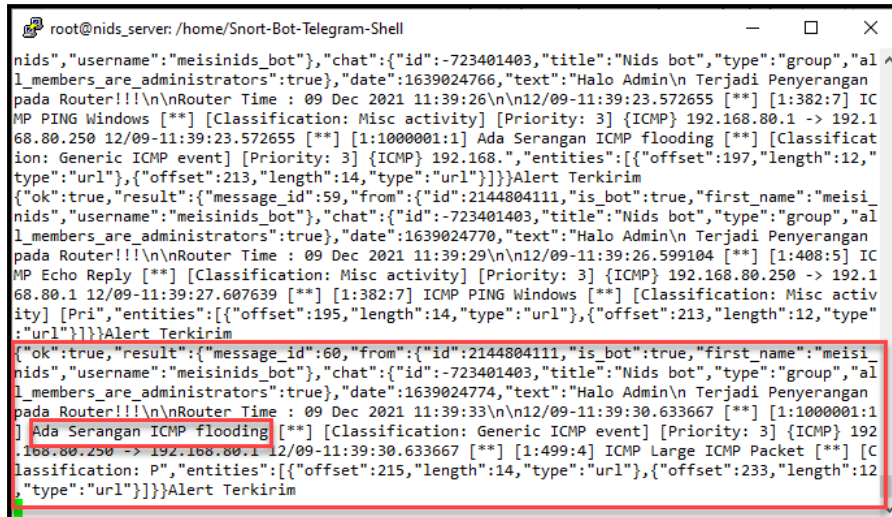 root@nids_server: /home/Snort-Bot-Telegram-Shell
nids","username":"meisinids_bot"},"chat":{"id":-723401403,"title":"Nids bot","type":"group","al
l_members_are_administrators":true},"date":1639024766,"text":"Halo Admin\n Terjadi Penyerangan
pada Router!!!\n\nRouter Time : 09 Dec 2021 11:39:26\n\n12/09-11:39:23.572655 [**] [1:382:7] IC
MP PING Windows [**] [Classification: Misc activity] [Priority: 3] {ICMP} 192.168.80.1 -> 192.1
68.80.250 12/09-11:39:23.572655 [**] [1:1000001:1] Ada Serangan ICMP flooding [**] [Classificat
ion: Generic ICMP event] [Priority: 3] {ICMP} 192.168.","entities":[{"offset":197,"length":12,"
type":"url"},{"offset":213,"length":14,"type":"url"}]}}Alert Terkirim
{"ok":true,"result":{"message_id":59,"from":{"id":2144804111,"is_bot":true,"first_name":"meisi_
nids","username":"meisinids_bot"},"chat":{"id":-723401403,"title":"Nids bot","type":"group","al
l_members_are_administrators":true},"date":1639024770,"text":"Halo Admin\n Terjadi Penyerangan
pada Router!!!\n\nRouter Time : 09 Dec 2021 11:39:29\n\n12/09-11:39:26.599104 [**] [1:408:5] IC
MP Echo Reply [**] [Classification: Misc activity] [Priority: 3] {ICMP} 192.168.80.250 -> 192.1
68.80.1 12/09-11:39:27.607639 [**] [1:382:7] ICMP PING Windows [**] [Classification: Misc activ
ity] [Pri","entities":[{"offset":195,"length":14,"type":"url"},{"offset":213,"length":12,"type"
:"url"}]}}Alert Terkirim
{"ok":true,"result":{"message_id":60,"from":{"id":2144804111,"is_bot":true,"first_name":"meisi_
nids","username":"meisinids_bot"},"chat":{"id":-723401403,"title":"Nids bot","type":"group","al
l_members_are_administrators":true},"date":1639024774,"text":"Halo Admin\n Terjadi Penyerangan
pada Router!!!\n\nRouter Time : 09 Dec 2021 11:39:33\n\n12/09-11:39:30.633667 [**] [1:1000001:1
] Ada Serangan ICMP flooding [**] [Classification: Generic ICMP event] [Priority: 3] {ICMP} 192
.168.80.250 -> 192.168.80.1 12/09-11:39:30.633667 [**] [1:499:4] ICMP Large ICMP Packet [**] [C
lassification: P","entities":[{"offset":215,"length":14,"type":"url"},{"offset":233,"length":12
,"type":"url"}]}}Alert Terkirim